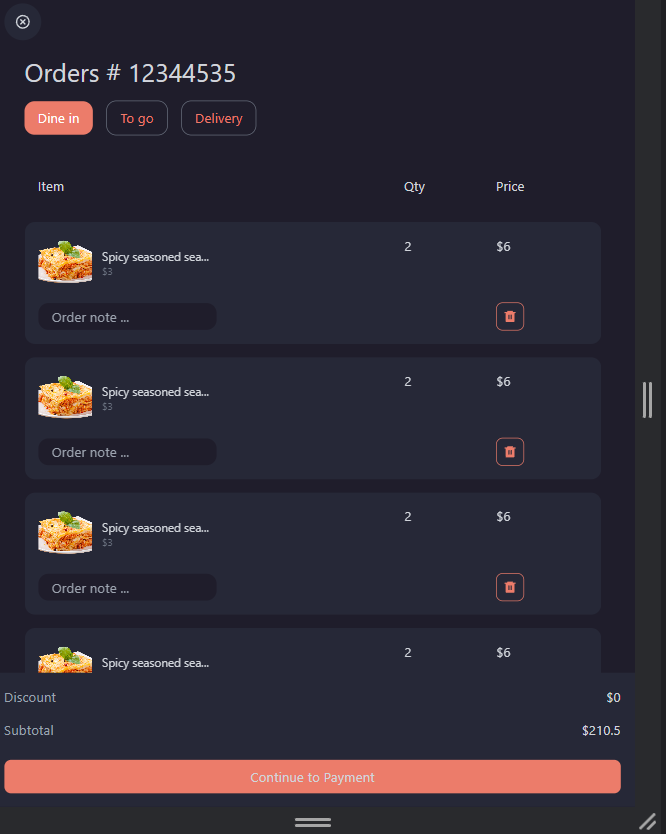 Orders # 12344535
Dine in To go Delivery
Item Qty Price
Spicy seasoned sea... 2 $6
$3
Order note ...
Spicy seasoned sea... 2 $6
$3
Order note ...
Spicy seasoned sea... 2 $6
$3
Order note ...
Spicy seasoned sea... 2 $6
Discount $0
Subtotal $210.5
Continue to Payment